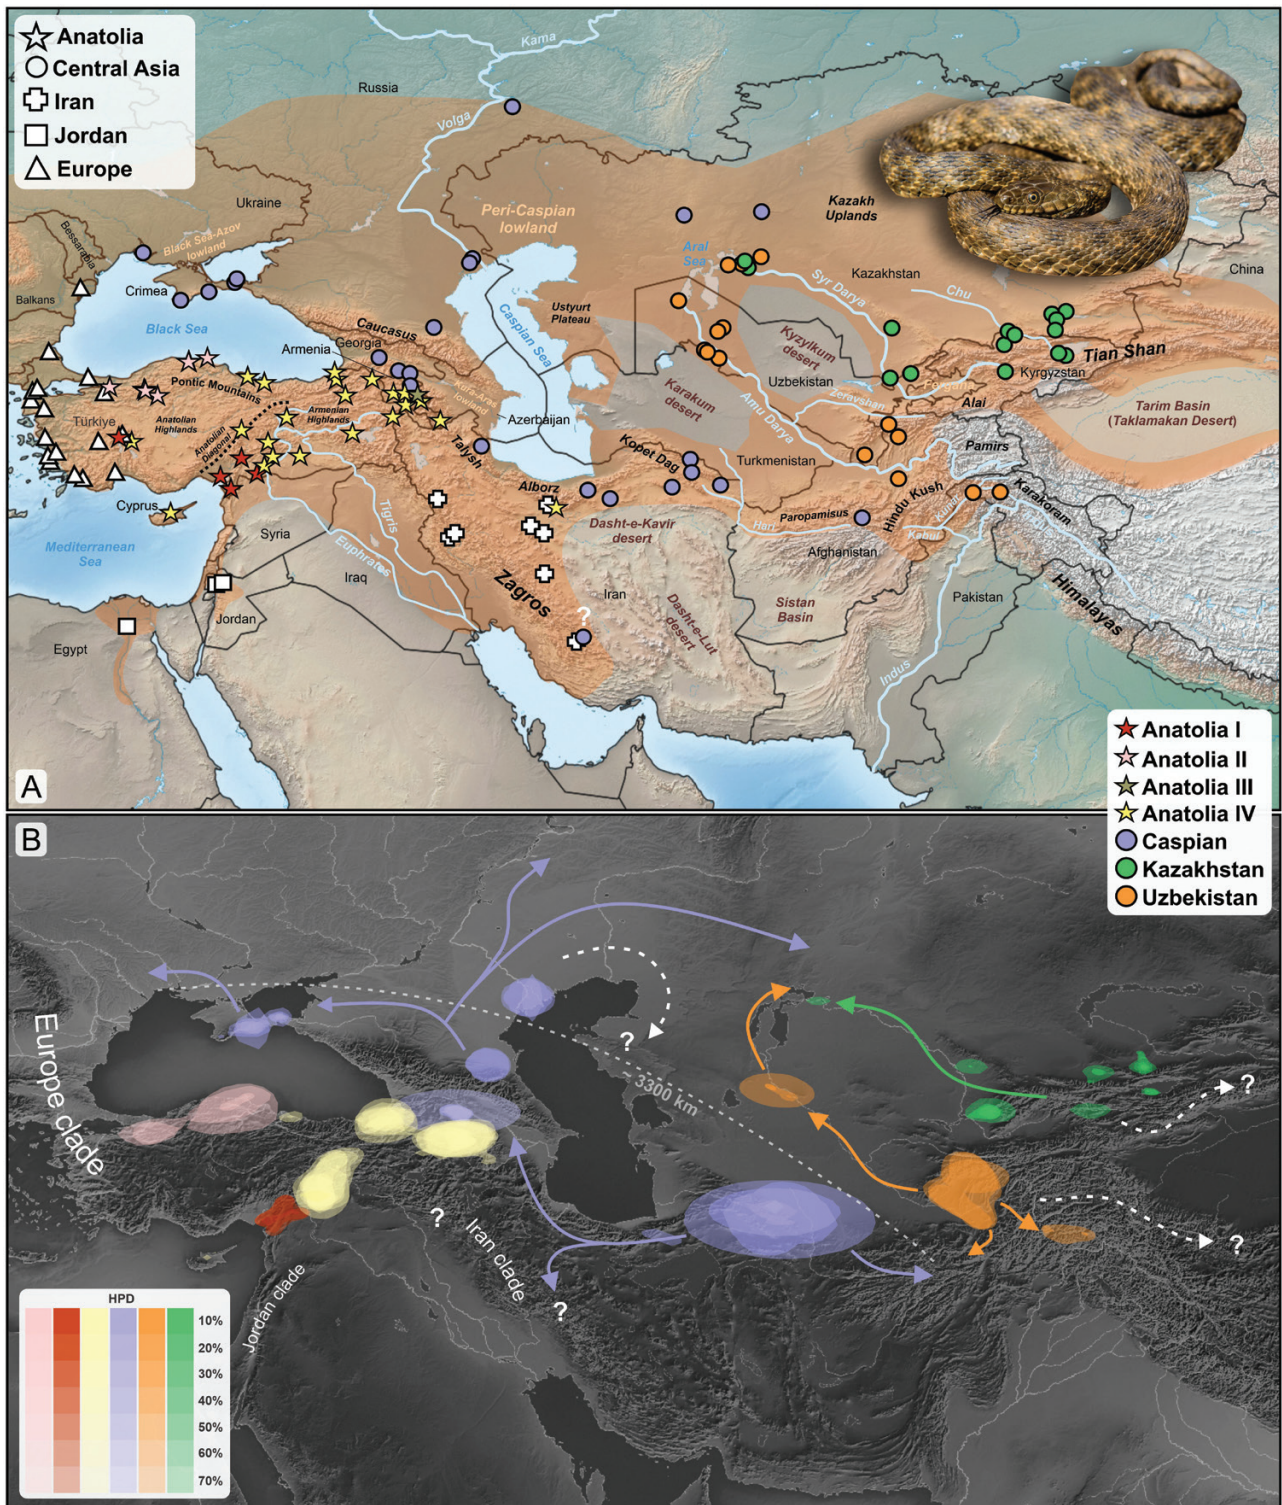 Anatolia
Central Asia
Iran
Jordan
Europe
Kama
Russia
Volga
Ukraine
Bessarabia
Black Sea-Azov
lowland
Peri-Caspian
lowland
Kazakh
Uplands
Aral
Sea
Kazakhstan
China
Balkans
Crimea
Syr Darya
Chu
Black Sea
Caucasus
Caspian Sea
Ustyurt
Plateau
Georgia
Armenia
Kyzylkum
desert
Tian Shan
Pontic Mountains
Kura-Aras
lowland
Uzbekistan
Fergana
Kyrgyzstan
Türkiye
Anatolian
Highlands
Armenian
Highlands
Azerbaijan
Karakum
desert
Zeravshan
Alai
Tarim Basin
(Taklamakan Desert)
Anatolian
Diagonal
Talysh
Kopet Dag
Amu Darya
Turkmenistan
Pamirs
Cyprus
Tigris
Alborz
Hindu Kush
Karakoram
Mediterranean
Sea
Syria
Euphrates
Dasht-e-Kavir
desert
Hari
Paropamisus
Kunar
Kabul
Afghanistan
Iraq
Zagros
Iran
Jordan
?
Dasht-e-Lut
desert
Sistan
Basin
Pakistan
Himalayas
Egypt
Indus
A
Anatolia I
Anatolia II
Anatolia III
Anatolia IV
Caspian
Kazakhstan
Uzbekistan
B
Europe clade
?
~ 3300 km
?
?
?
Iran clade
?
Jordan clade
HPD
10%
20%
30%
40%
50%
60%
70%